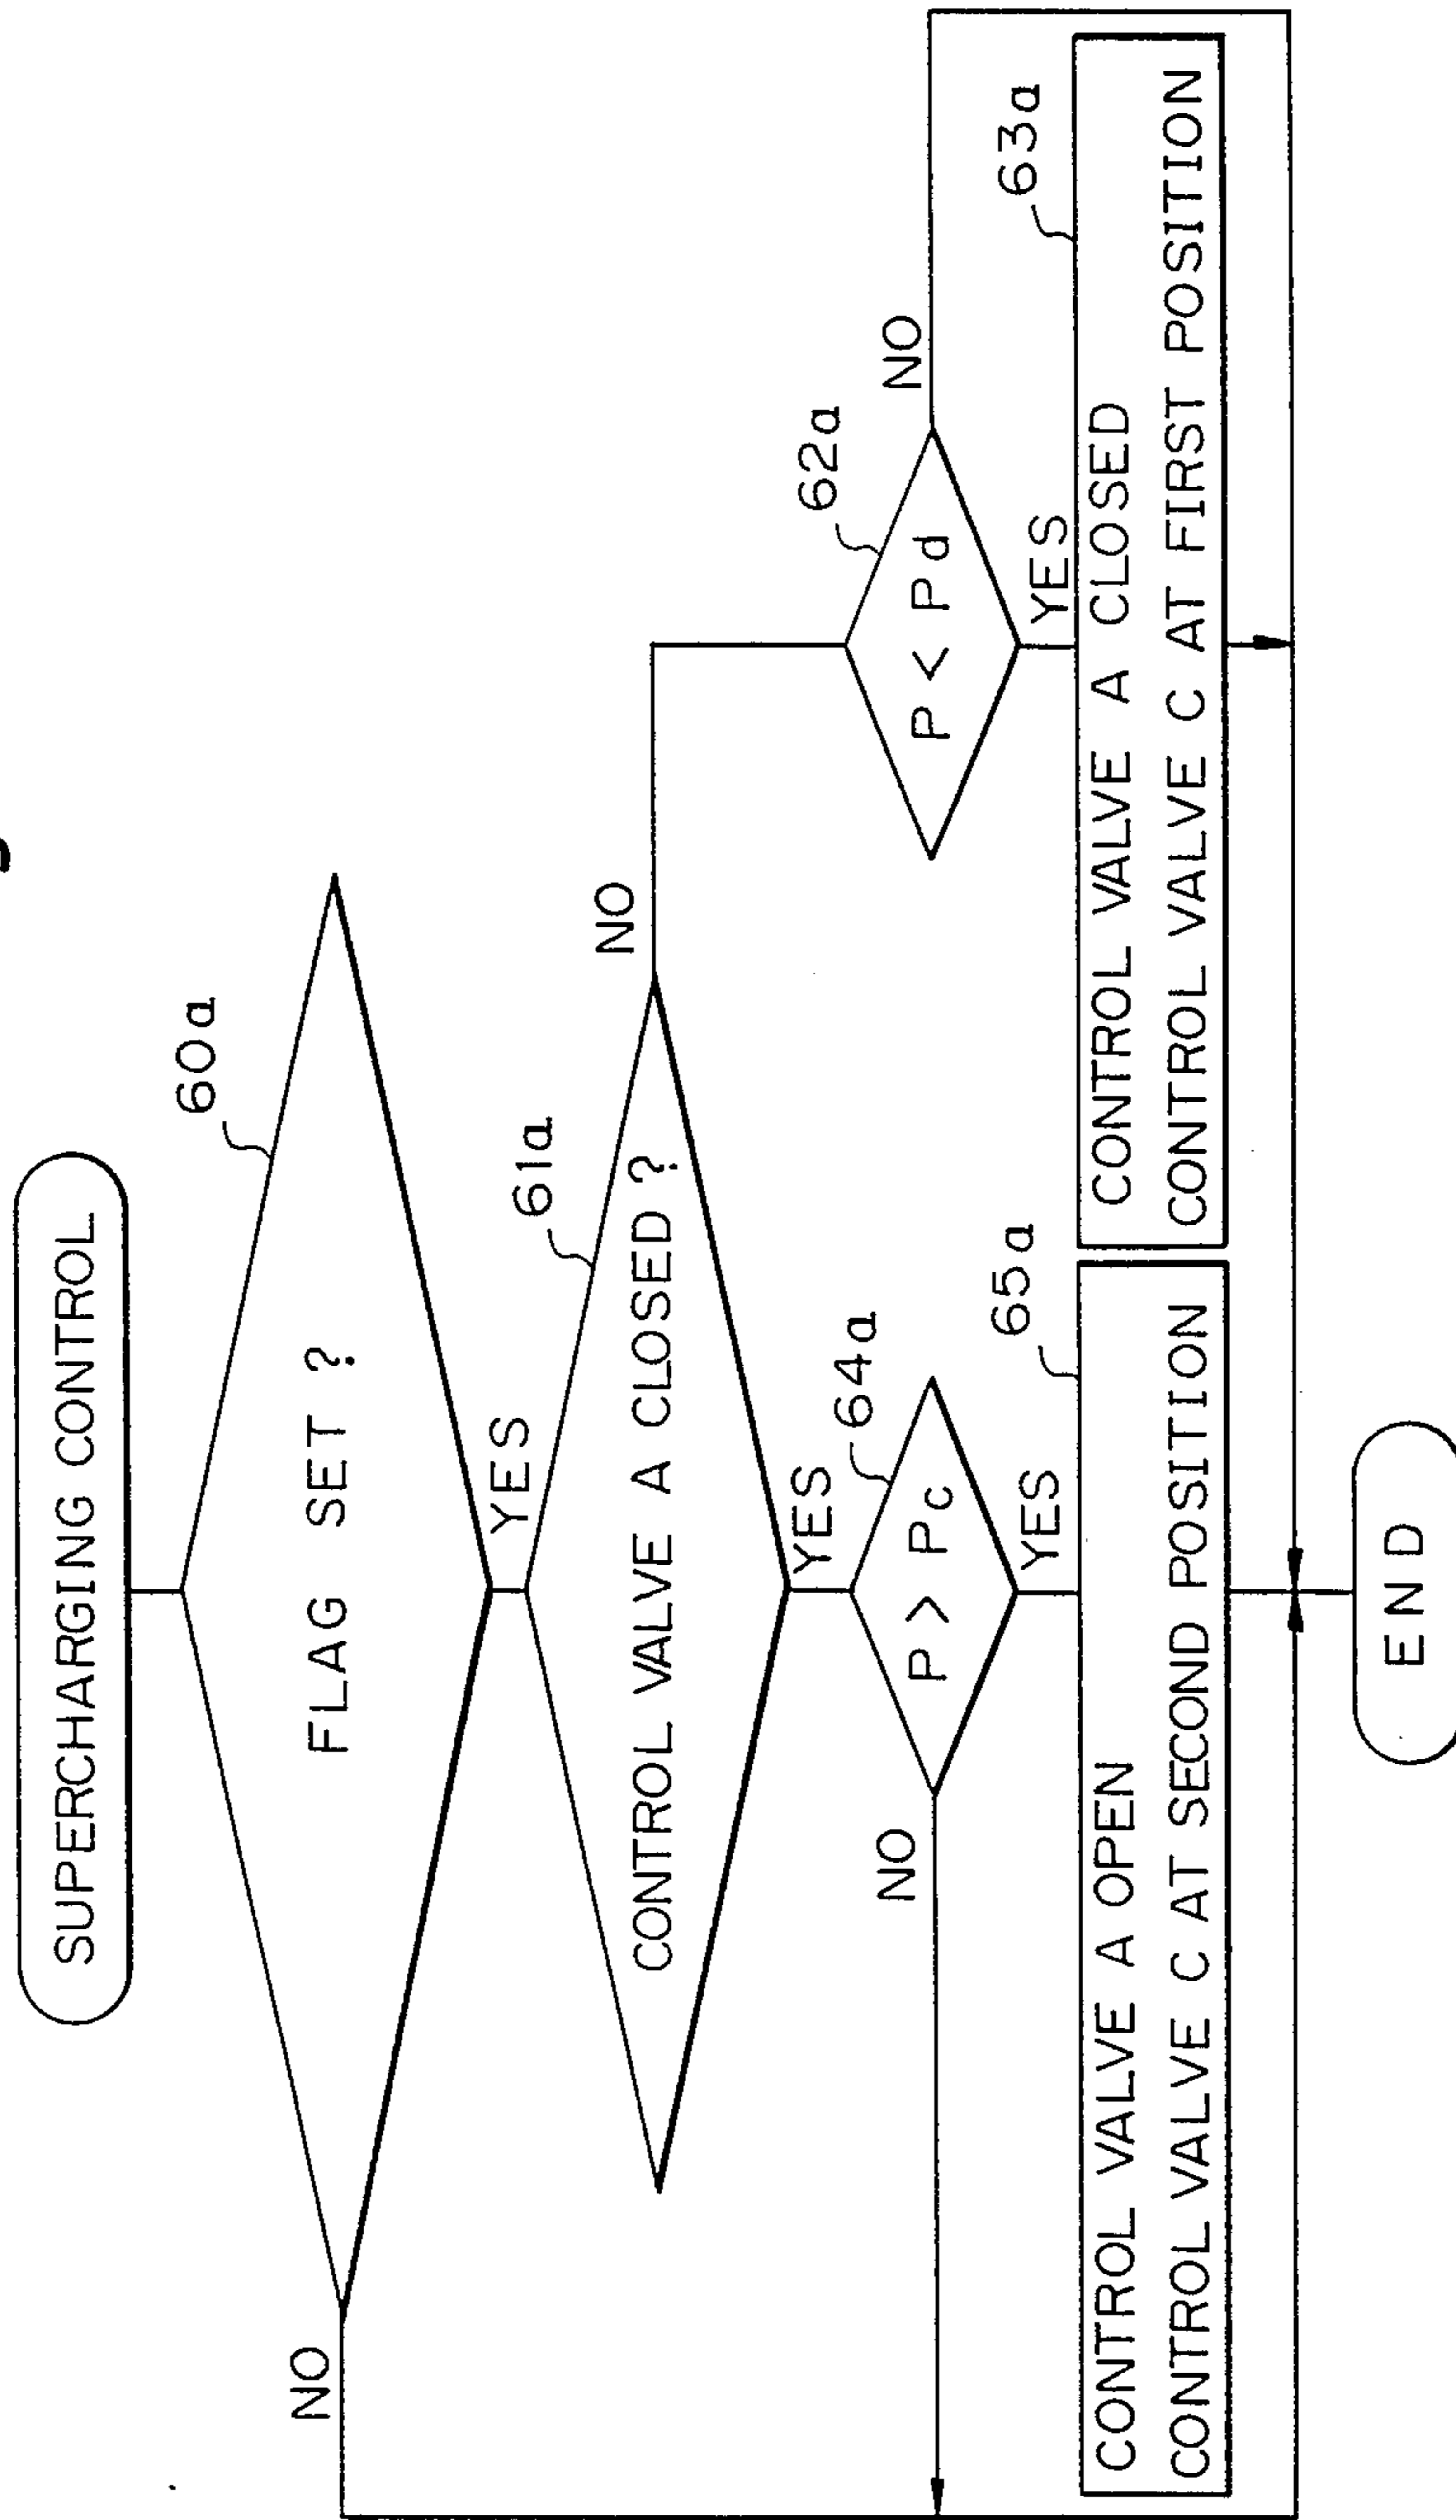 SUPERCHARGING CONTROL
60a
FLAG SET ?
NO
YES
61a
CONTROL VALVE A CLOSED ?
NO
YES
64a
P > Pc
NO
YES
62a
P < Pd
NO
YES
65a
CONTROL VALVE A OPEN
CONTROL VALVE C AT SECOND POSITION
63a
CONTROL VALVE A CLOSED
CONTROL VALVE C AT FIRST POSITION
END